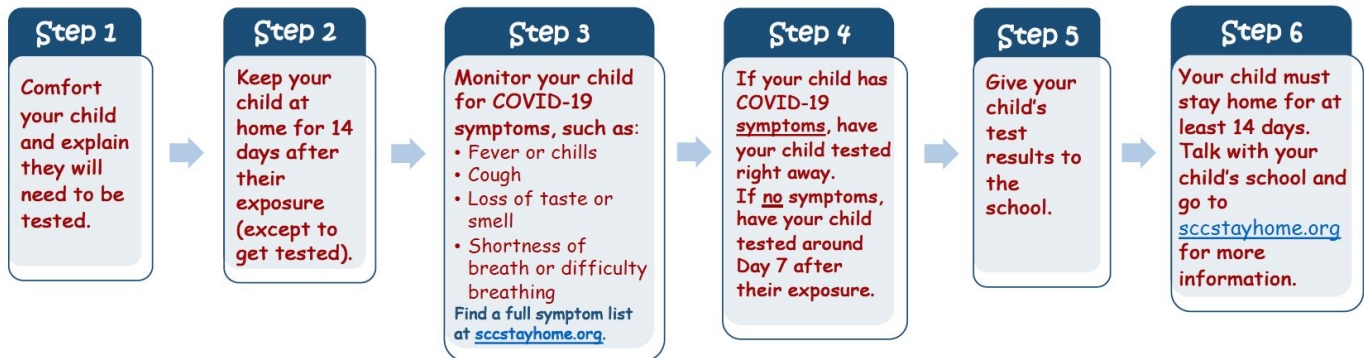 Step 1
Comfort
your child
and explain
they will
need to be
tested.
Step 2
Keep your
child at
home for 14
days after
their
exposure
(except to
get tested).
Step 3
Monitor your child
for COVID-19
symptoms, such as:
• Fever or chills
• Cough
• Loss of taste or
smell
• Shortness of
breath or difficulty
breathing
Find a full symptom list
at sccstayhome.org.
Step 4
If your child has
COVID-19
symptoms, have
your child tested
right away.
If no symptoms,
have your child
tested around
Day 7 after
their exposure.
Step 5
Give your
child's
test
results to
the
school.
Step 6
Your child must
stay home for at
least 14 days.
Talk with your
child's school and
go to
sccstayhome.org
for more
information.